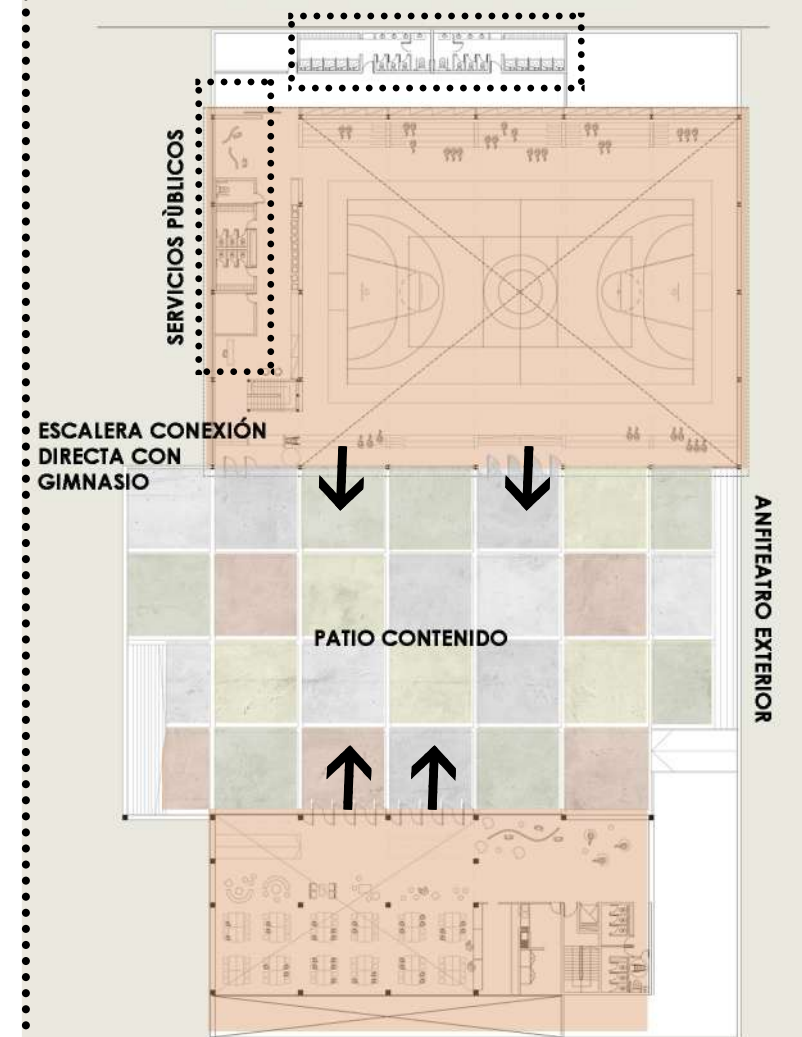 SERVICIOS PÙBLICOS
ESCALERA CONEXIÓN
DIRECTA CON
GIMNASIO
PATIO CONTENIDO
ANFITEATRO EXTERIOR